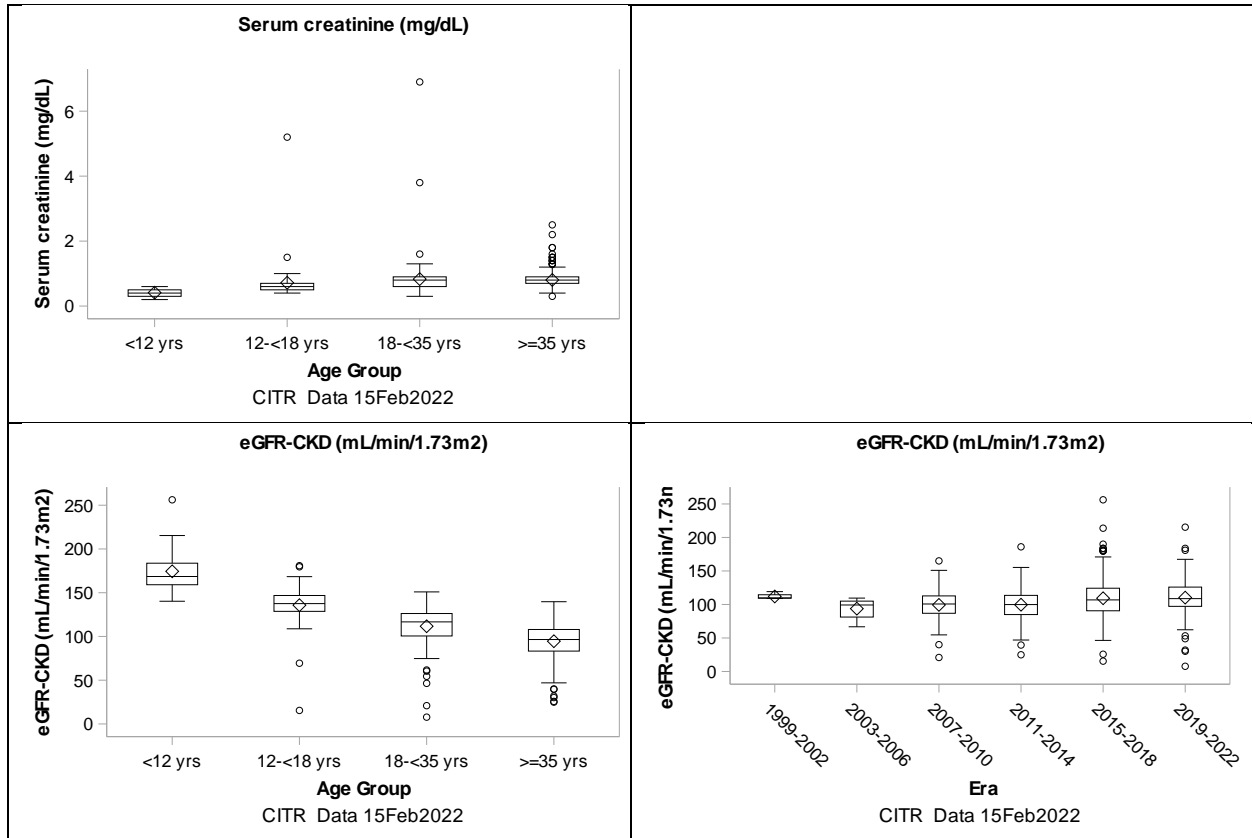 Serum creatinine (mg/dL)
Serum creatinine (mg/dL)
6
4
2
0
<12 yrs 12-<18 yrs 18-<35 yrs >=35 yrs
Age Group
CITR Data 15Feb2022
eGFR-CKD (mL/min/1.73m2)
eGFR-CKD (mL/min/1.73m2)
250
200
150
100
50
0
<12 yrs 12-<18 yrs 18-<35 yrs >=35 yrs
Age Group
CITR Data 15Feb2022
eGFR-CKD (mL/min/1.73m2)
eGFR-CKD (mL/min/1.73n
250
200
150
100
50
0
1999-2002 2003-2006 2007-2010 2011-2014 2015-2018 2019-2022
Era
CITR Data 15Feb2022